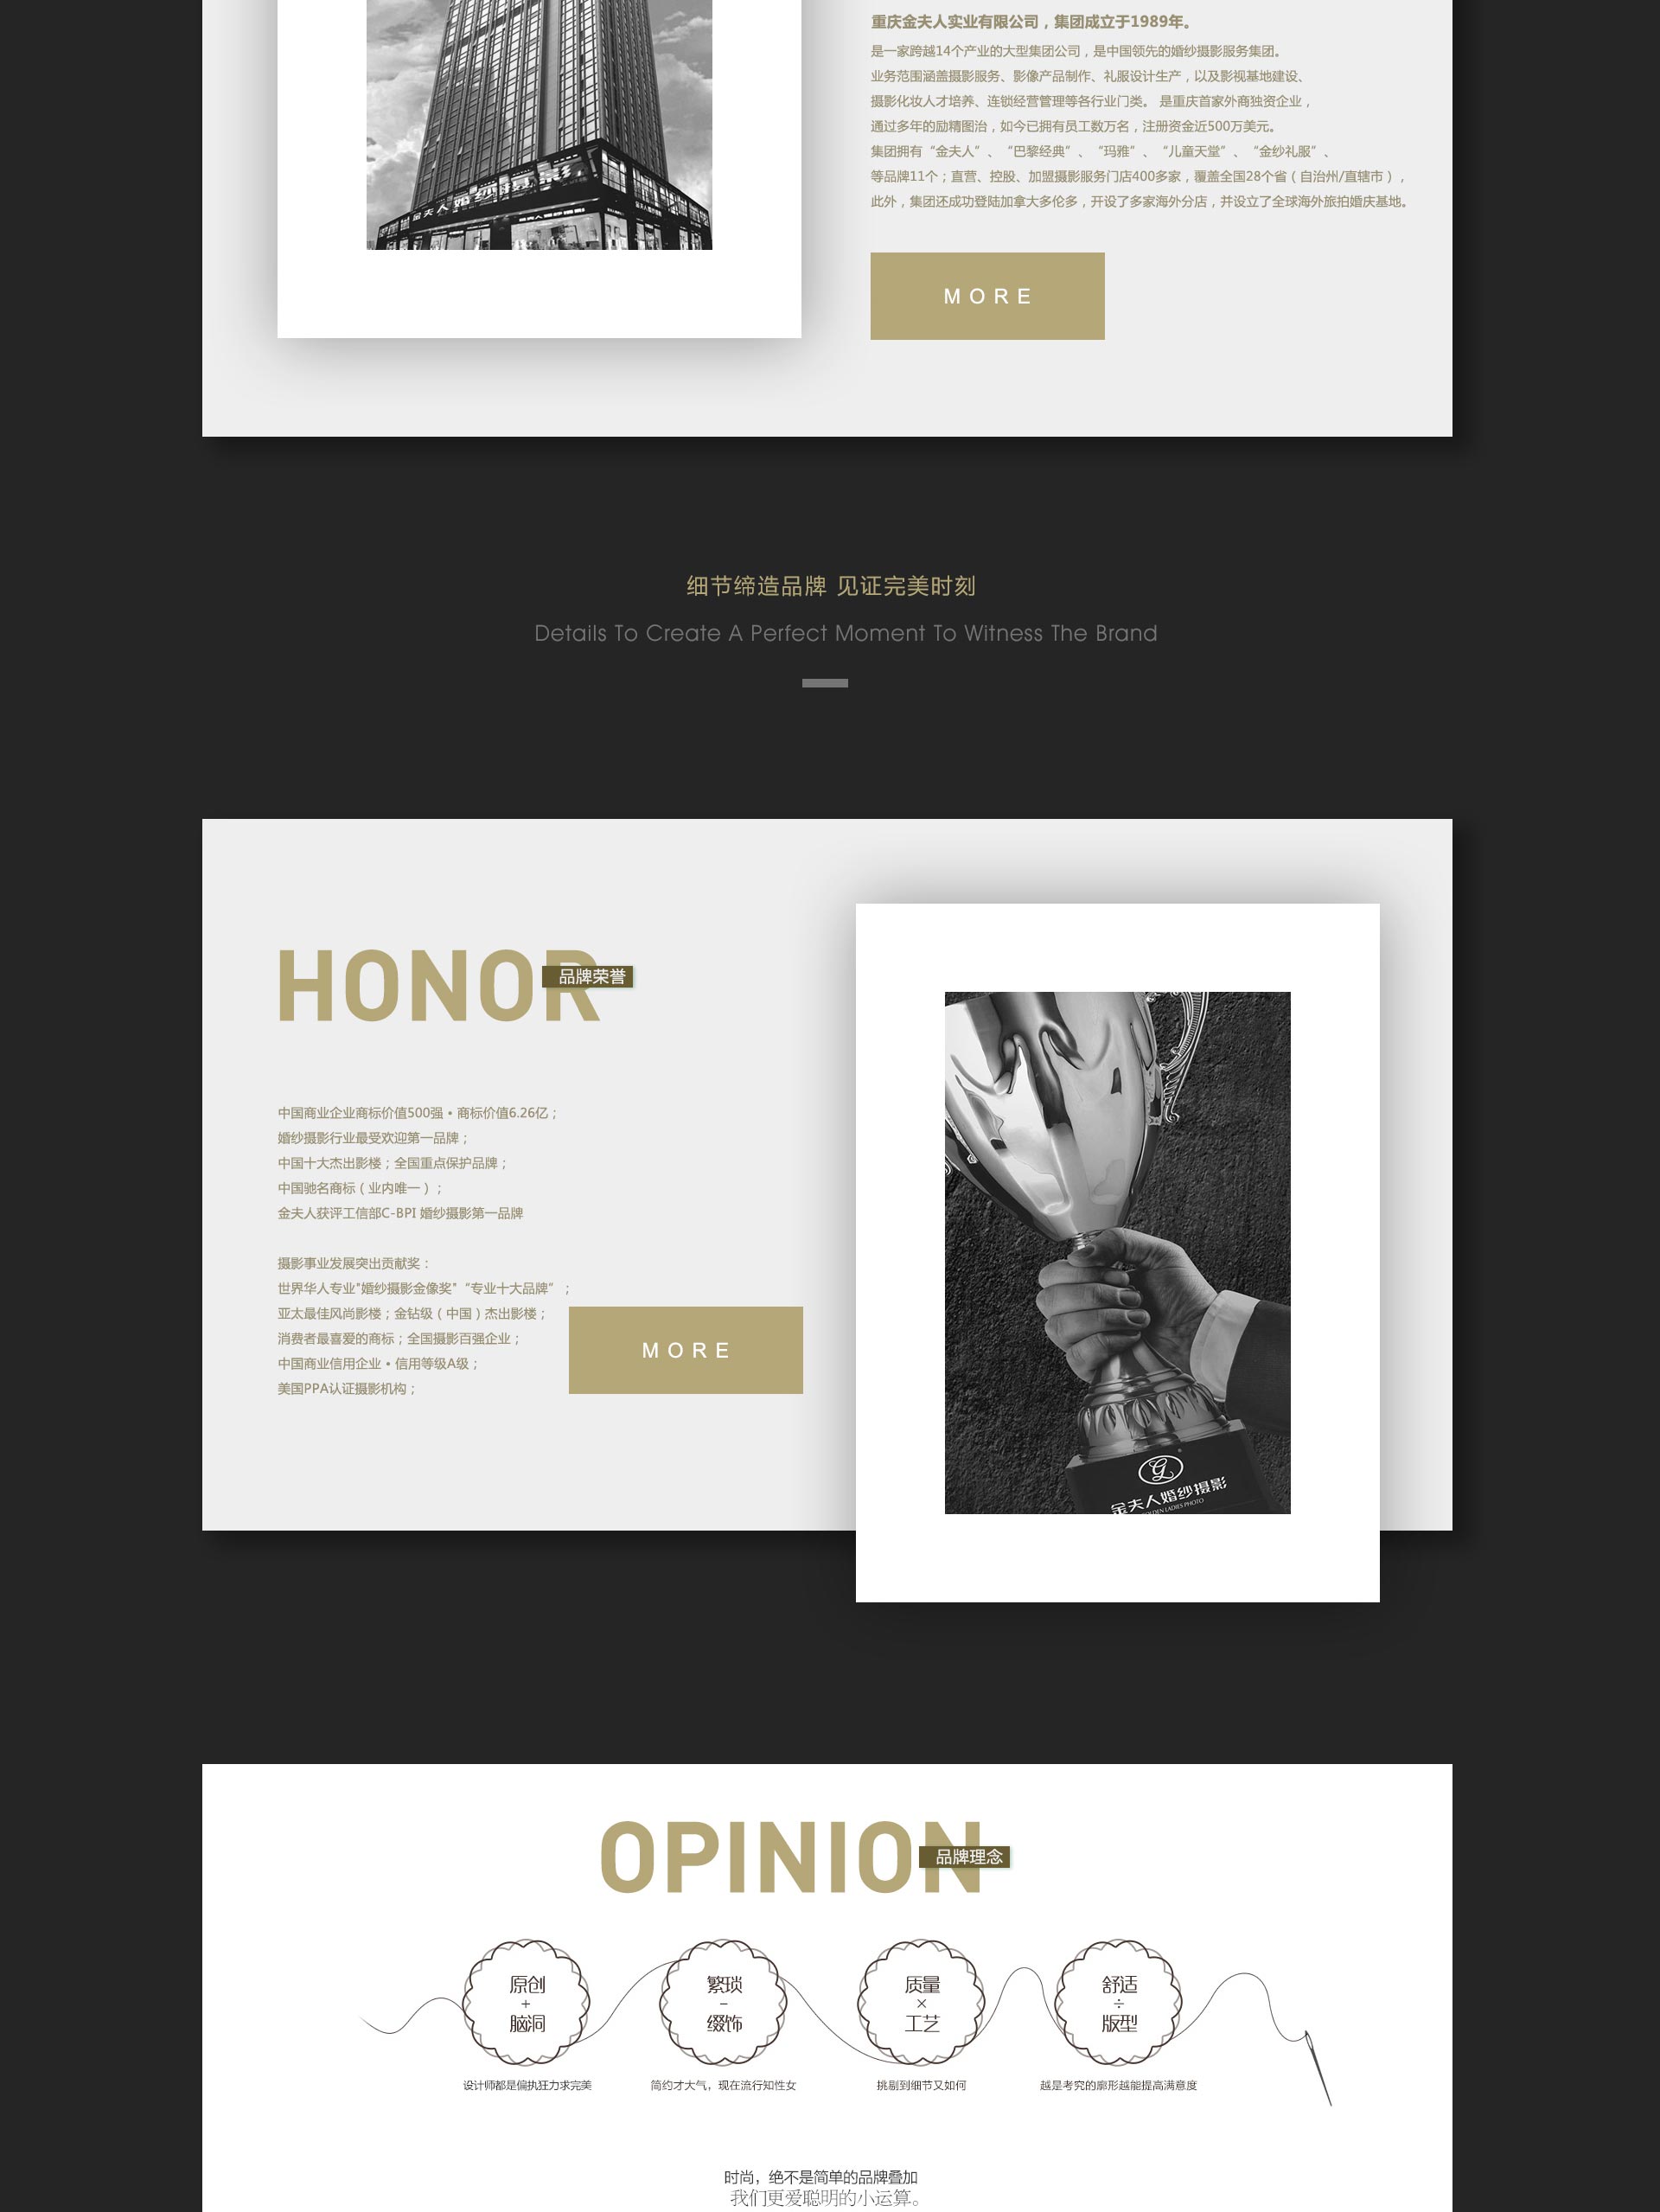 重庆金夫人实业有限公司，集团成立于1989年。
是一家跨越14个产业的大型集团公司，是中国领先的婚纱摄影服务集团。
业务范围涵盖摄影服务、影像产品制作、礼服设计生产，以及影视基地建设、
摄影化妆人才培养、连锁经营管理等各行业门类。 是重庆首家外商独资企业，
通过多年的励精图治，如今已拥有员工数万名，注册资金近500万美元。
集团拥有“金夫人”、“巴黎经典”、“玛雅”、“儿童天堂”、“金纱礼服”、
等品牌11个；直营、控股、加盟摄影服务门店400多家，覆盖全国28个省（自治州/直辖市），
此外，集团还成功登陆加拿大多伦多，开设了多家海外分店，并设立了全球海外旅拍婚庆基地。
MORE
细节缔造品牌 见证完美时刻
Details To Create A Perfect Moment To Witness The Brand
HONOR
品牌荣誉
中国商业企业商标价值500强 • 商标价值6.26亿；
婚纱摄影行业最受欢迎第一品牌；
中国十大杰出影楼；全国重点保护品牌；
中国驰名商标（业内唯一）；
金夫人获评工信部C-BPI 婚纱摄影第一品牌
摄影事业发展突出贡献奖：
世界华人专业"婚纱摄影金像奖"“专业十大品牌”；
亚太最佳风尚影楼；金钻级（中国）杰出影楼；
消费者最喜爱的商标；全国摄影百强企业；
中国商业信用企业 • 信用等级A级；
美国PPA认证摄影机构；
MORE
金夫人婚纱摄影
GOLDEN LADIES PHOTO
OPINION
品牌理念
原创
+
脑洞
设计师都是偏执狂力求完美
繁琐
−
缀饰
简约才大气，现在流行知性女
质量
×
工艺
挑剔到细节又如何
舒适
÷
版型
越是考究的廓形越能提高满意度
时尚，绝不是简单的品牌叠加
我们更爱聪明的小运算。